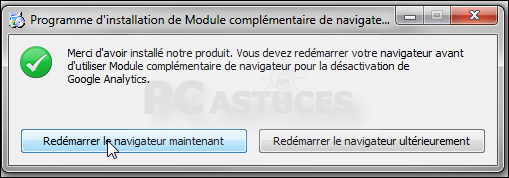 Programme d'installation de Module complémentaire de navigate...
Merci d'avoir installé notre produit. Vous devez redémarrer votre navigateur avant
d'utiliser Module complémentaire de navigateur pour la désactivation de
Google Analytics.
PC ASTUCES
Redémarrer le navigateur maintenant
Redémarrer le navigateur ultérieurement